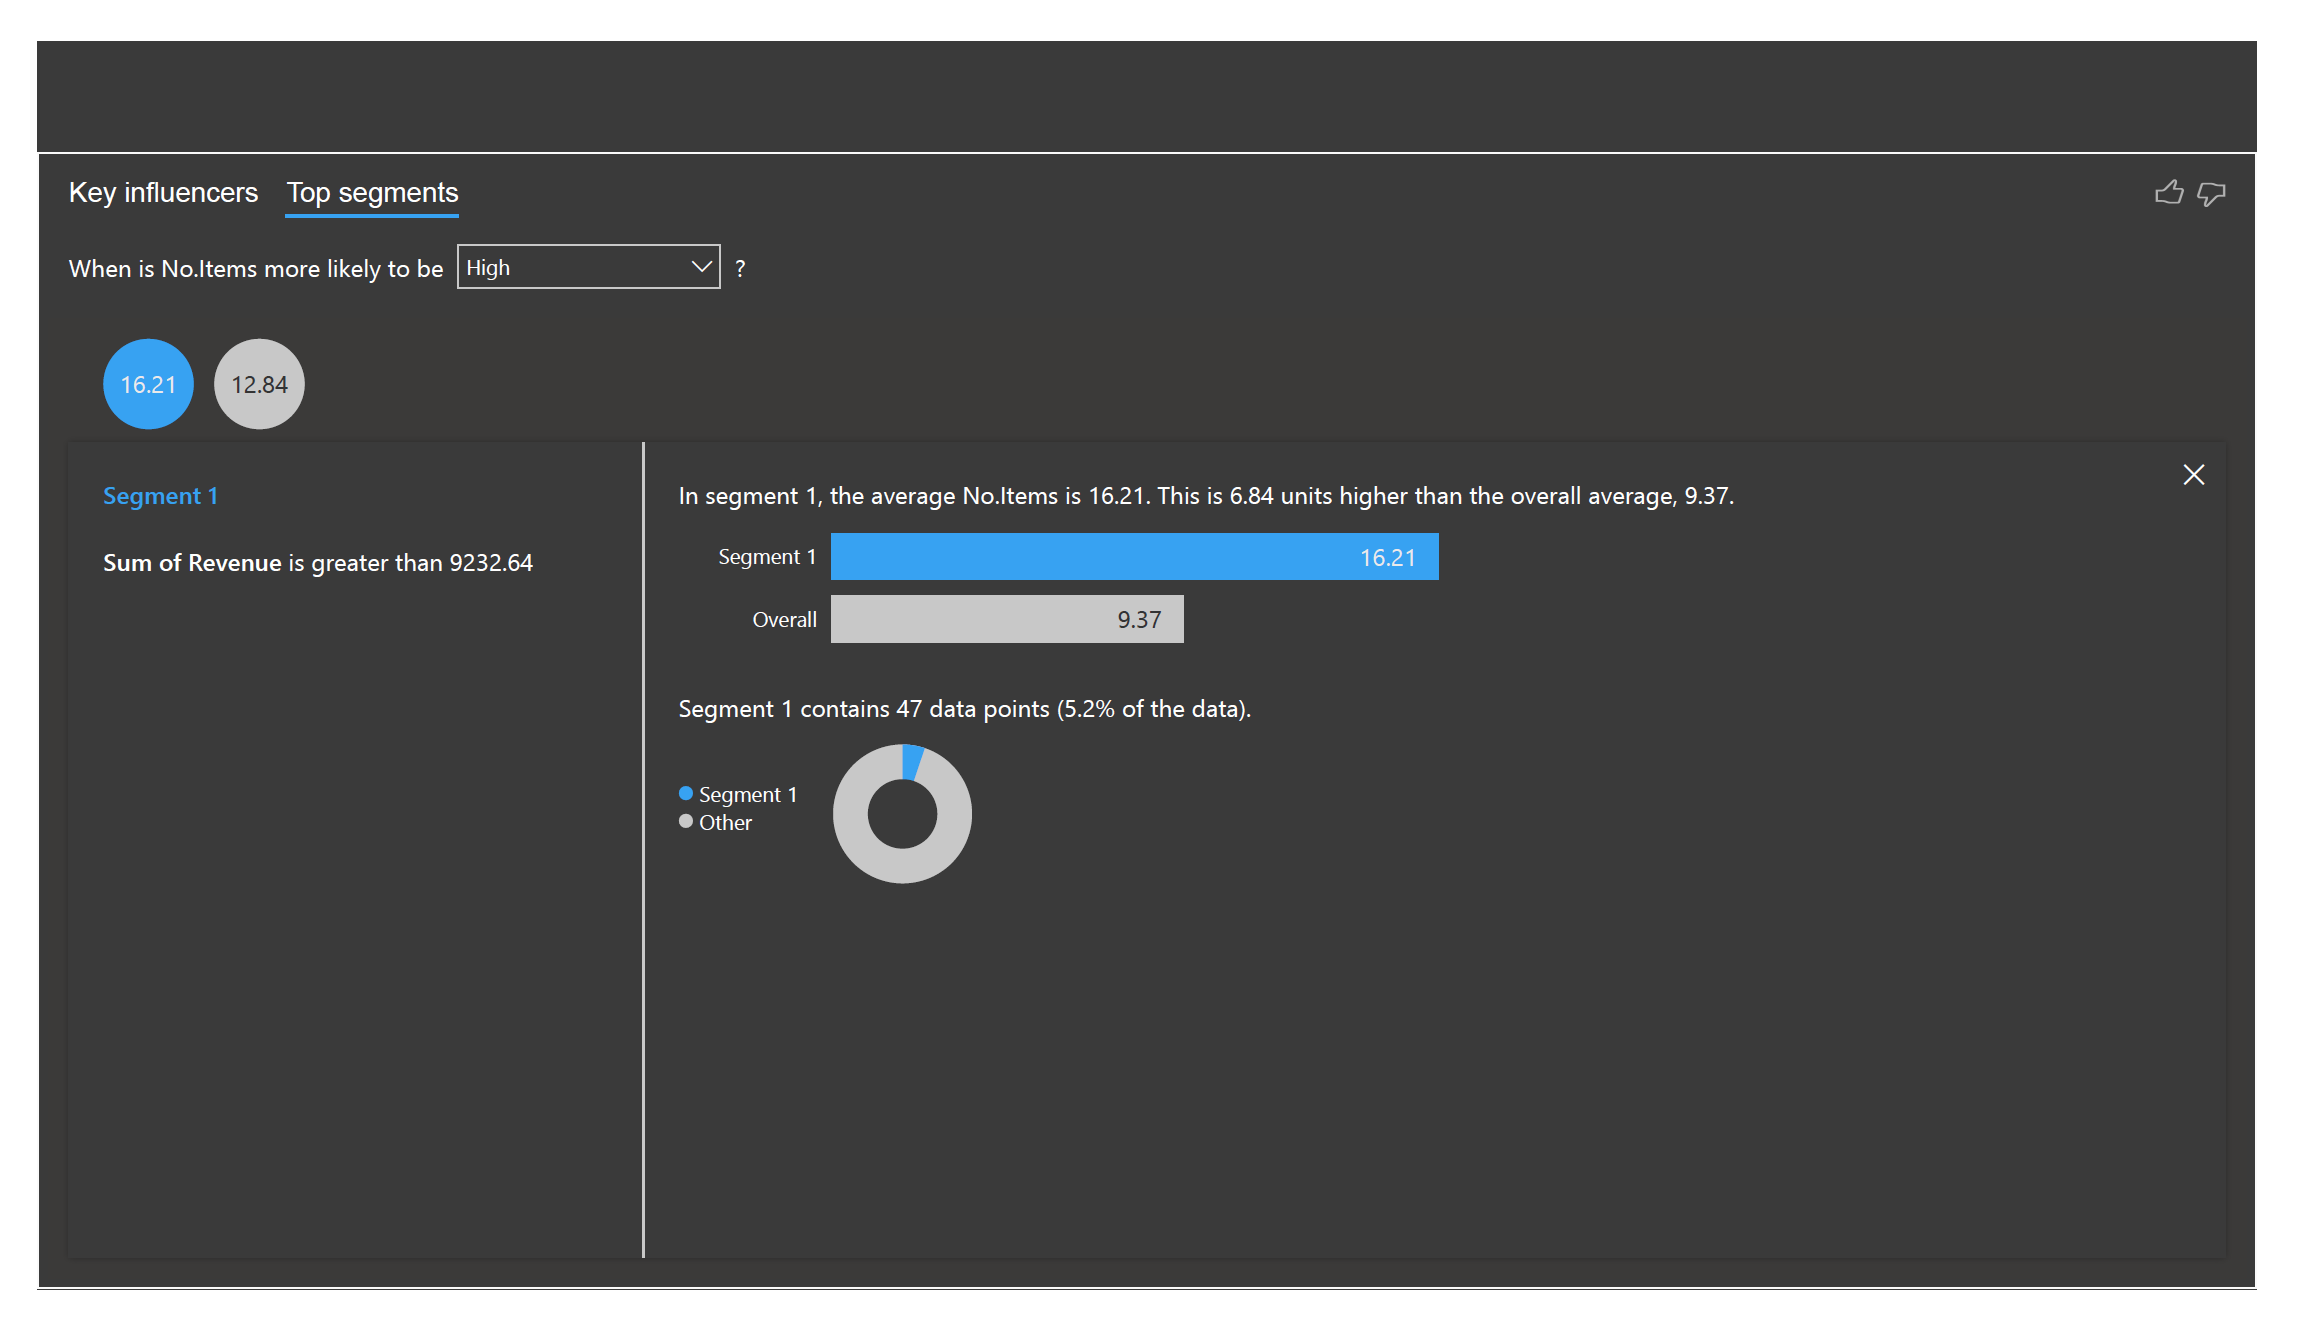 Key influencers Top segments
When is No.Items more likely to be High ?
16.21 12.84
Segment 1
Sum of Revenue is greater than 9232.64
In segment 1, the average No.Items is 16.21. This is 6.84 units higher than the overall average, 9.37.
Segment 1 16.21
Overall 9.37
Segment 1 contains 47 data points (5.2% of the data).
Segment 1
Other